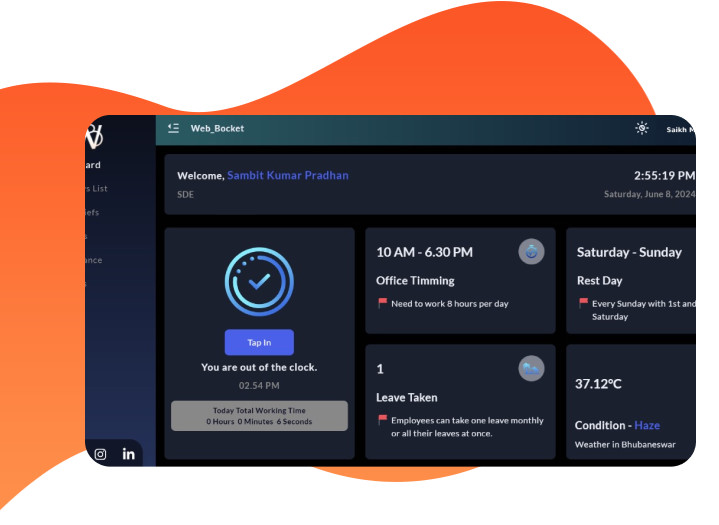 Web_Bocket
Saikh M
Welcome, Sambit Kumar Pradhan
SDE
2:55:19 PM
Saturday, June 8, 2024
ard
s List
iefs
s
ance
s
Tap In
You are out of the clock.
02.54 PM
Today Total Working Time
0 Hours 0 Minutes 6 Seconds
10 AM - 6.30 PM
Office Timming
Need to work 8 hours per day
Saturday - Sunday
Rest Day
Every Sunday with 1st and
Saturday
1
Leave Taken
Employees can take one leave monthly
or all their leaves at once.
37.12°C
Condition - Haze
Weather in Bhubaneswar
in